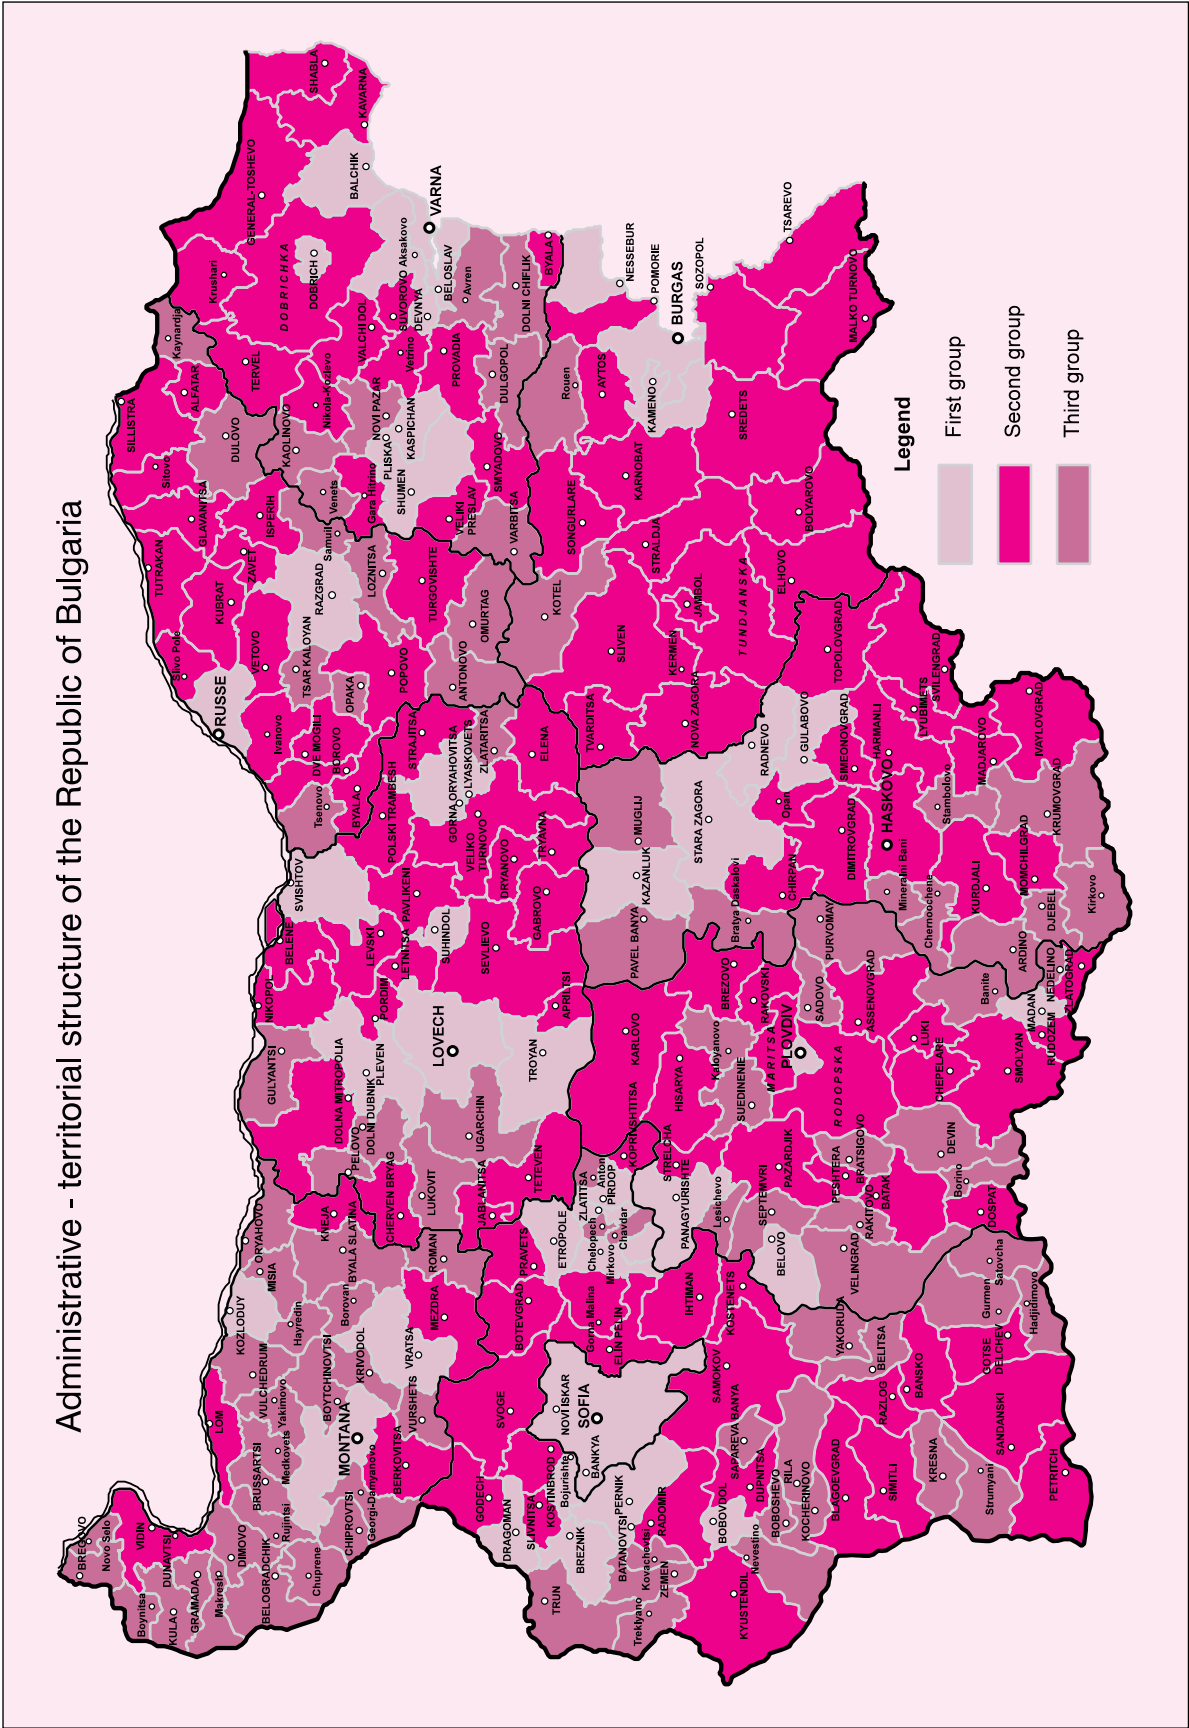 Administrative - territorial structure of the Republic of Bulgaria
BREGOVO
Novo Selo
VIDIN
Boynitsa
KULA
DUNAVTSI
GRAMADA
Makresh
DIMOVO
BELOGRADCHIK
Rujintsi
Chuprene
CHIPROVTSI
Georgi-Damyanovo
LOM
BRUSSARTSI
Medkovets
Yakimovo
VULCHEDRUM
BOYTCHINOVTSI
MONTANA
BERKOVITSA
VURSHETS
KRIVODOL
VRATSA
MEZDRA
ROMAN
KOZLODUY
Hayredin
MISIA
ORYAHOVO
Borovan
BYALA SLATINA
KNEJA
CHERVEN BRYAG
LUKOVIT
JABLANITSA
TETEVEN
UGARCHIN
LOVECH
TROYAN
APRILTSI
LETNITSA
GULYANTSI
DOLNA MITROPOLIA
DOLNI DUBNIK
PELOVO
PLEVEN
NIKOPOL
PORDIM
LEVSKI
BELENE
SVISHTOV
PAVLIKENI
SUHINDOL
SEVLIEVO
GABROVO
DRYANOVO
TRYAVNA
VELIKO
TURNOVO
POLSKI TRAMBESH
GORNA ORYAHOVITSA
LYASKOVETS
ZLATARITSA
STRAJITSA
ELENA
Tsenovo
BYALA
BOROVO
DVE MOGILI
Ivanovo
RUSSE
VETOVO
Slivo Pole
TUTRAKAN
KUBRAT
ZAVET
ISPERIH
RAZGRAD
TSAR KALOYAN
Samuil
LOZNITSA
OPAKA
POPOVO
TURGOVISHTE
ANTONOVO
OMURTAG
GLAVANITSA
Sitovo
SILLISTRA
ALFATAR
DULOVO
Kaynardja
KAOLINOVO
Venets
Gara Hitrino
Nikola-Kozlevo
NOVI PAZAR
PLISKA
KASPICHAN
SHUMEN
VELIKI
PRESLAV
SMYADOVO
VARBITSA
TERVEL
Krushari
DOBRICHKA
DOBRICH
GENERAL-TOSHEVO
SHABLA
KAVARNA
BALCHIK
VALCHIDOL
SUVOROVO
Aksakovo
VARNA
DEVNYA
Vetrino
BELOSLAV
Avren
PROVADIA
DULGOPOL
DOLNI CHIFLIK
BYALA
NESSEBUR
POMORIE
BURGAS
SOZOPOL
TSAREVO
MALKO TURNOVO
Rouen
AYTOS
KAMENO
SREDETS
KARNOBAT
SONGURLARE
STRALDJA
BOLYAROVO
ELHOVO
TUNDJANSKA
JAMBOL
KOTEL
SLIVEN
KERMEN
NOVA ZAGORA
TVARDITSA
MUGLIJ
KAZANLUK
PAVEL BANYA
STARA ZAGORA
Bratya Daskalovi
CHIRPAN
Opan
RADNEVO
GULABOVO
TOPOLOVGRAD
SIMEONOVGRAD
HARMANLI
LYUBIMETS
SVILENGRAD
HASKOVO
DIMITROVGRAD
Mineralni Bani
Stambolovo
MADJAROVO
IVAYLOVGRAD
KRUMOVGRAD
MOMCHILGRAD
KURDJALI
Chernoochene
DJEBEL
Kirkovo
ARDINO
KARLOVO
HISARYA
Kaloyanovo
SUEDINENIE
BREZOVO
RAKOVSKI
MARITSA
PLOVDIV
SADOVO
PURVOMAY
ASSENOVGRAD
RODOPSKA
LUKI
CHEPELARE
SMOLYAN
Banite
MADAN
NEDELINO
RUDOZEM
ZLATOGRAD
DEVIN
Borino
DOSPAT
KOPRIVSHTITSA
STRELCHA
PANAGYURISHTE
Lesichevo
PAZARDJIK
SEPTEMVRI
BELOVO
PESHTERA
BRATSIGOVO
BATAK
RAKITOVO
VELINGRAD
ETROPOLE
PRAVETS
BOTEVGRAD
ZLATITSA
Anton
PIRDOP
Chelopech
Chavdar
Mirkovo
Gorna Malina
ELIN PELIN
IHTIMAN
KOSTENETS
SAMOKOV
SVOGE
NOVI ISKAR
SOFIA
BANKYA
GODECH
DRAGOMAN
SLIVNITSA
KOSTINBROD
Bojurishte
BREZNIK
TRUN
PERNIK
BATANOVTSI
RADOMIR
Kovachevtsi
ZEMEN
Treklyano
KYUSTENDIL
Nevestino
BOBOVDOL
SAPAREVA BANYA
DUPNITSA
BOBOSHEVO
RILA
KOCHERINOVO
BLAGOEVGRAD
SIMITLI
KRESNA
Strumyani
SANDANSKI
PETRITCH
RAZLOG
BANSKO
BELITSA
YAKORUDA
GOTSE
DELCHEV
Gurmen
Satovcha
Hadjidimovo
Legend
First group
Second group
Third group